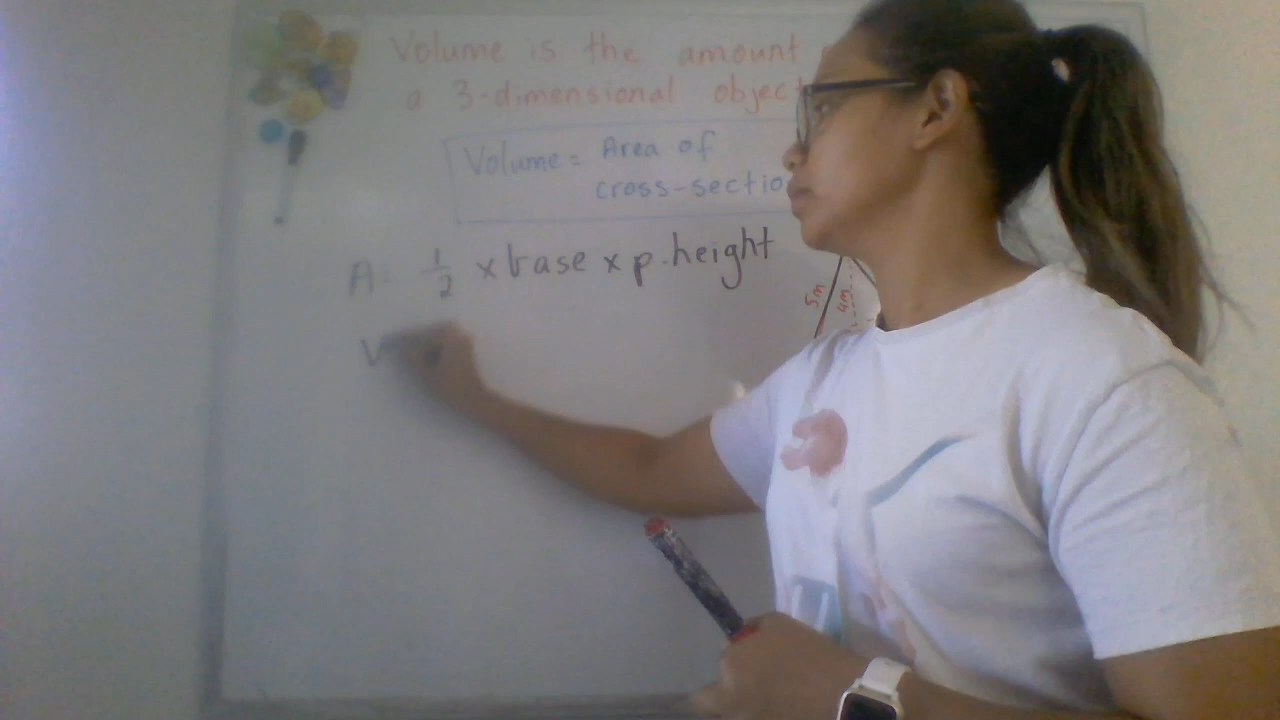 Volume is the amount
a 3-dimensional object
Volume = Area of
cross-sectio
A = 1/2 x base x p. height
5m
4m
V